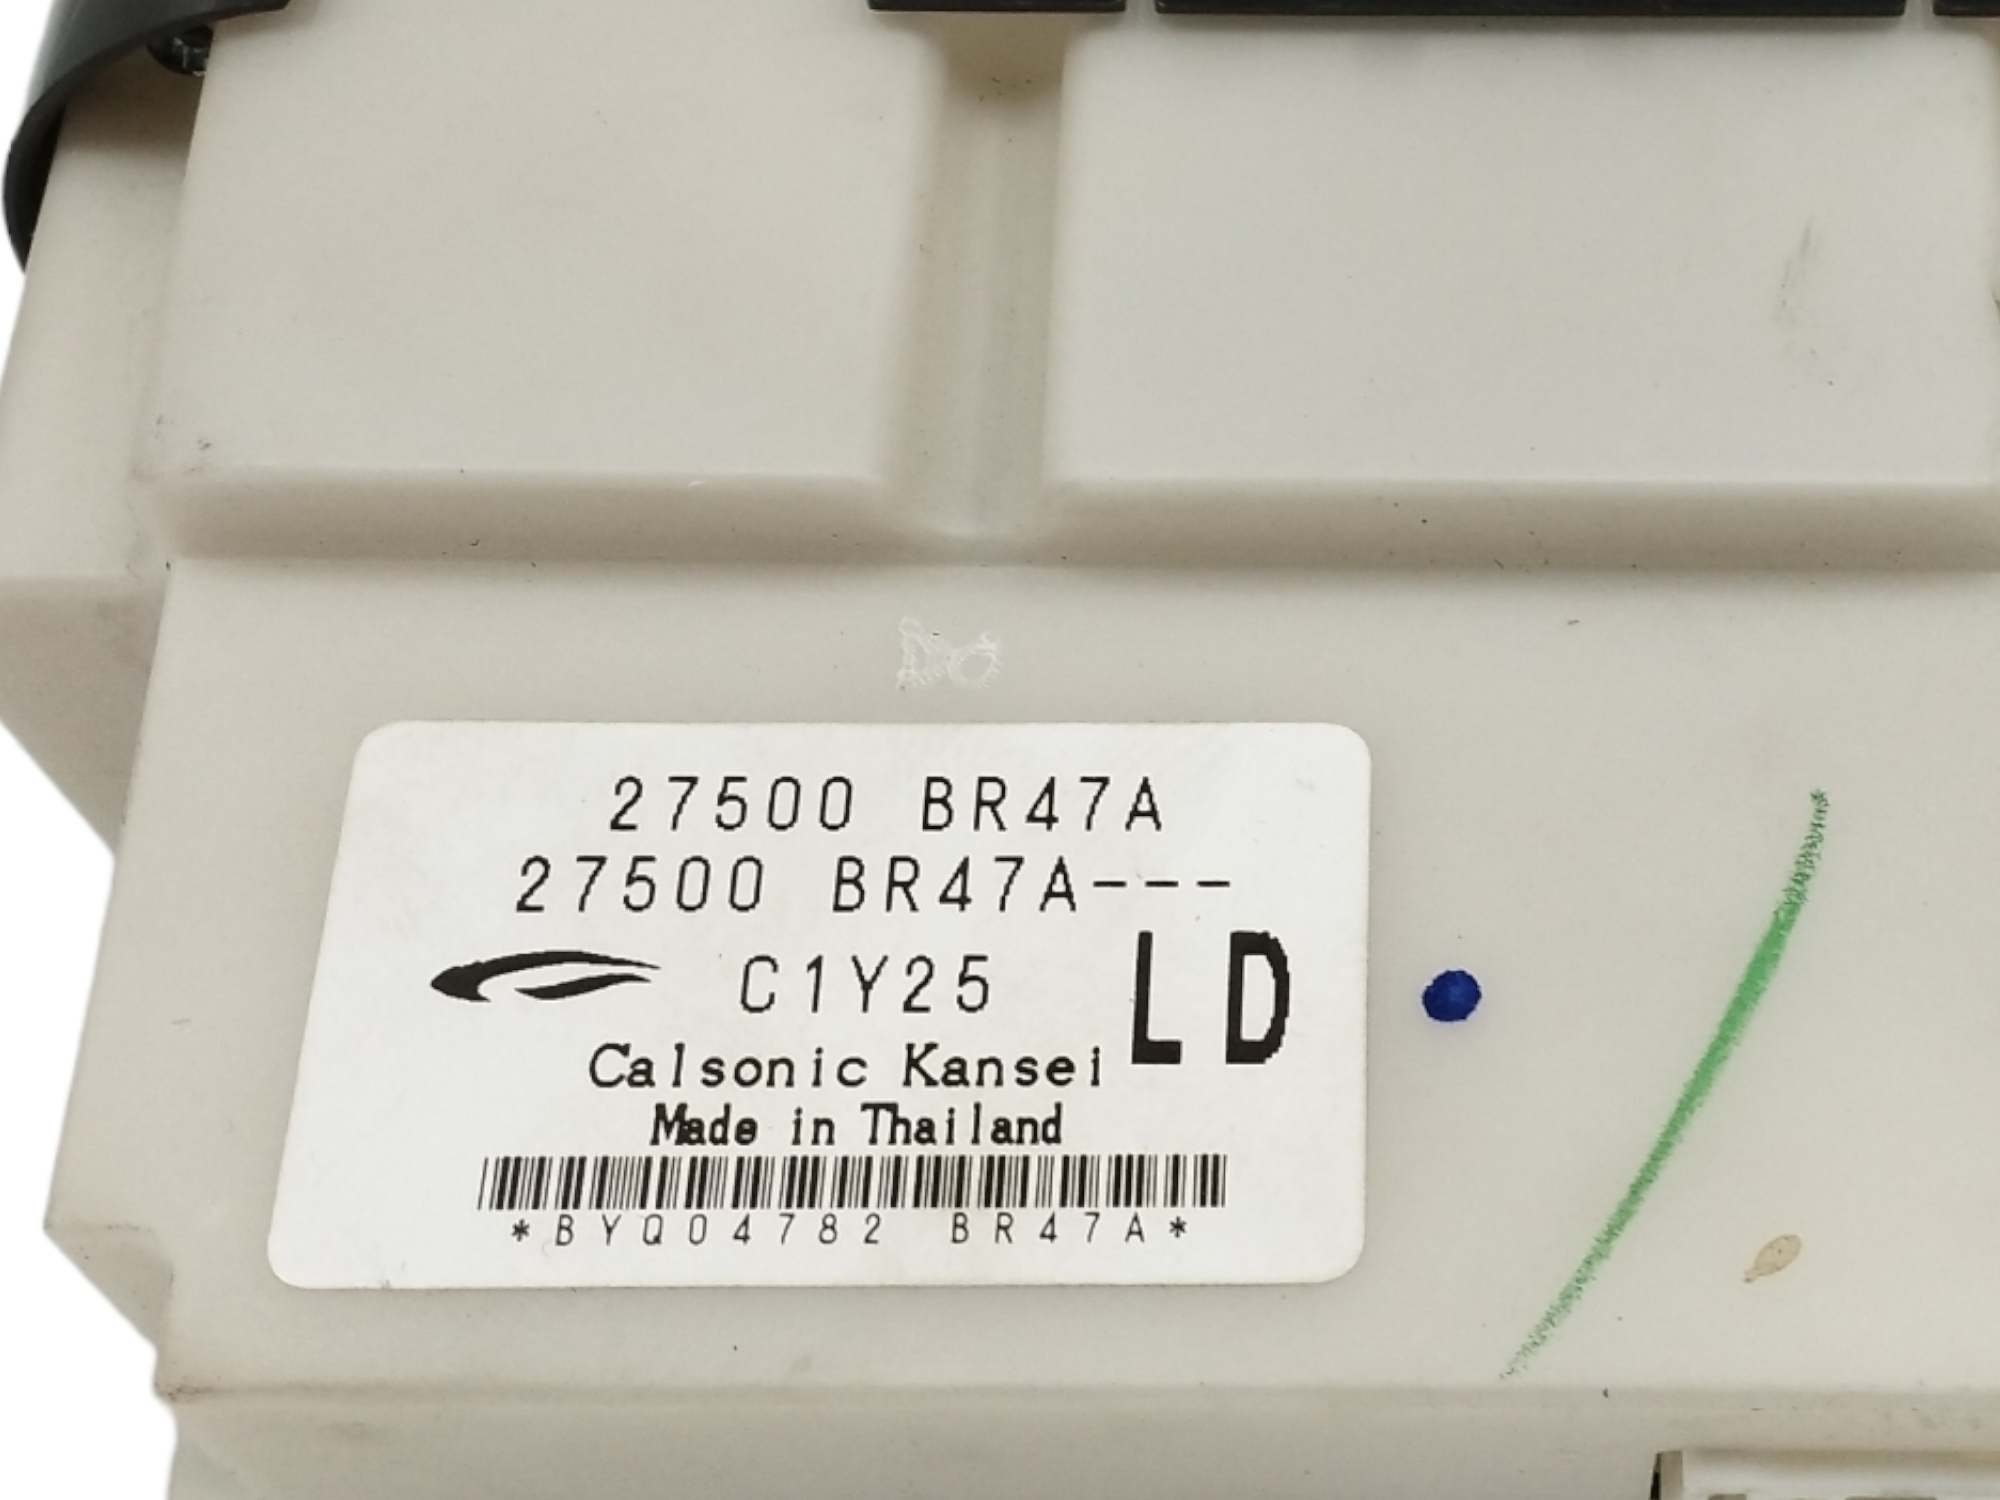 27500 BR47A
27500 BR47A---
C1Y25
LD
Calsonic Kansei
Made in Thailand
*BYQ04782 BR47A*